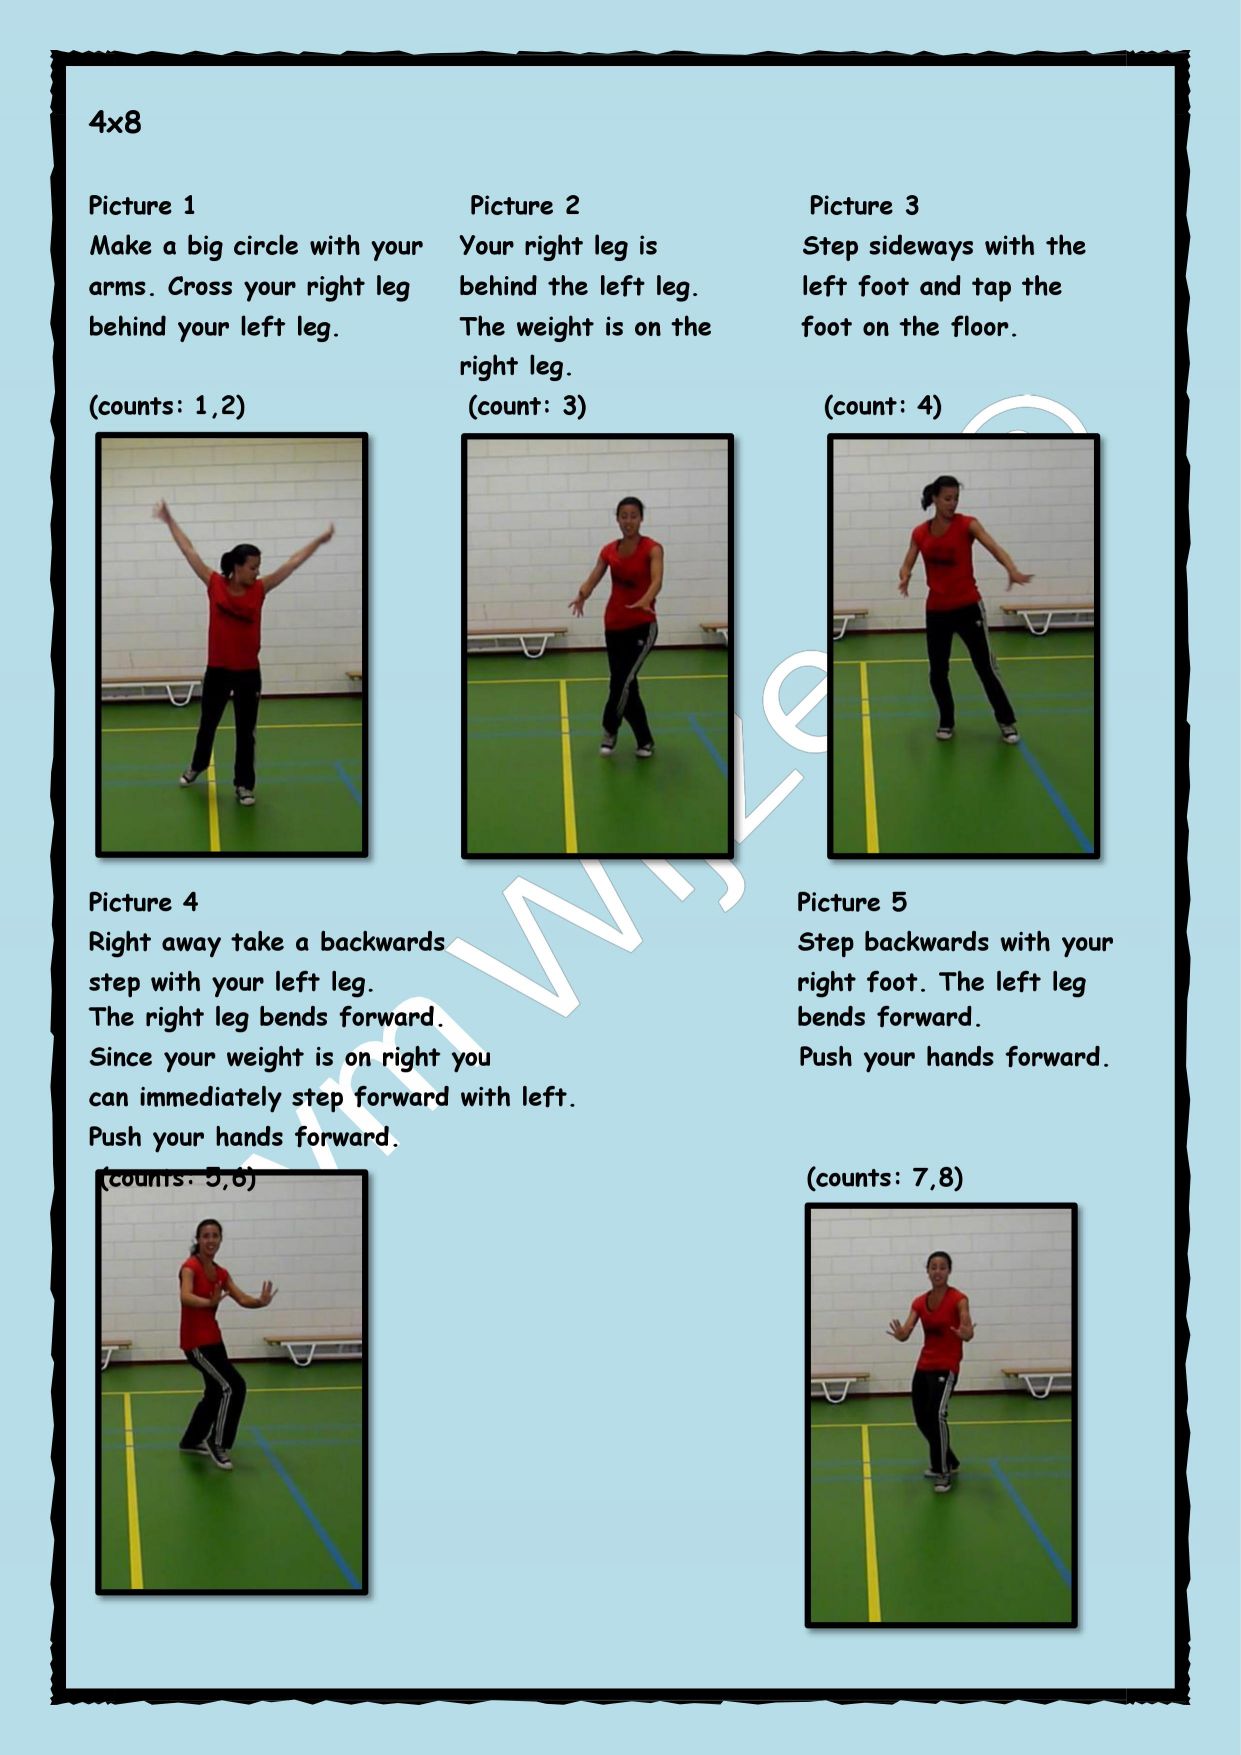 4x8
Picture 1
Make a big circle with your
arms. Cross your right leg
behind your left leg.
(counts: 1,2)
Picture 2
Your right leg is
behind the left leg.
The weight is on the
right leg.
(count: 3)
Picture 3
Step sideways with the
left foot and tap the
foot on the floor.
(count: 4)
Picture 4
Right away take a backwards
step with your left leg.
The right leg bends forward.
Since your weight is on right you
can immediately step forward with left.
Push your hands forward.
(counts: 5,6)
Picture 5
Step backwards with your
right foot. The left leg
bends forward.
Push your hands forward.
(counts: 7,8)